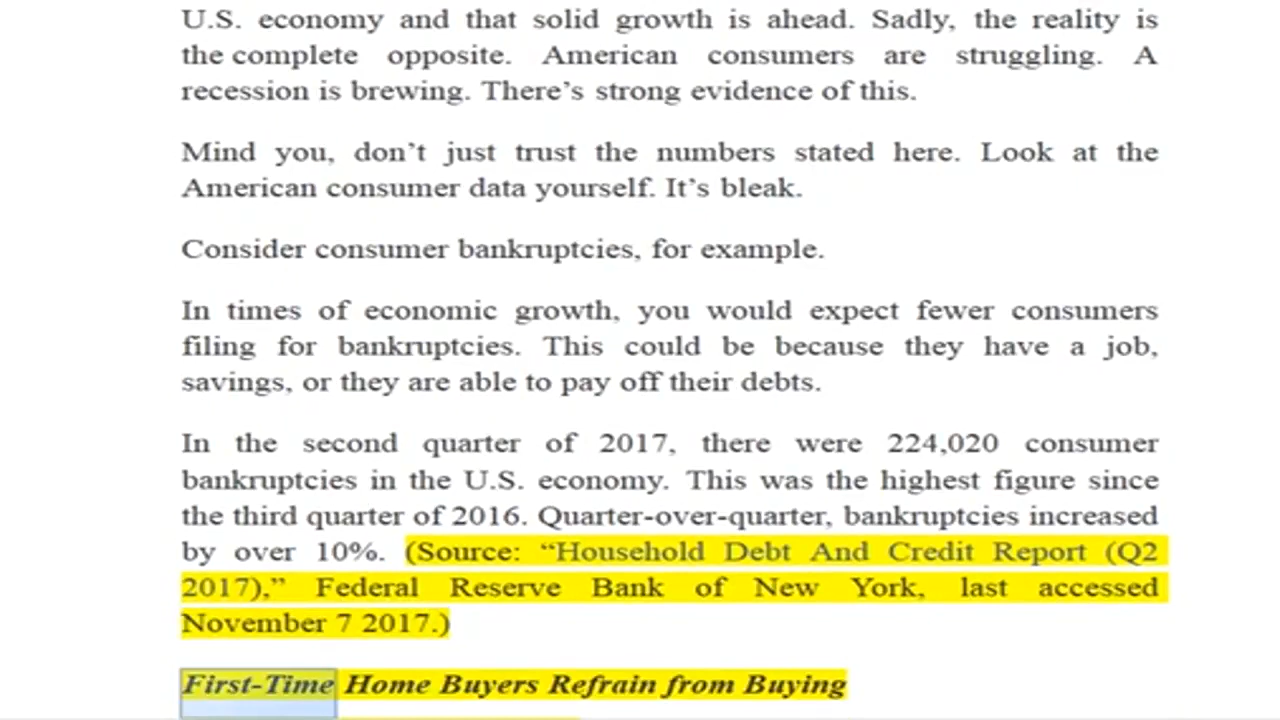 U.S. economy and that solid growth is ahead. Sadly, the reality is
the complete opposite. American consumers are struggling. A
recession is brewing. There’s strong evidence of this.
Mind you, don’t just trust the numbers stated here. Look at the
American consumer data yourself. It’s bleak.
Consider consumer bankruptcies, for example.
In times of economic growth, you would expect fewer consumers
filing for bankruptcies. This could be because they have a job,
savings, or they are able to pay off their debts.
In the second quarter of 2017, there were 224,020 consumer
bankruptcies in the U.S. economy. This was the highest figure since
the third quarter of 2016. Quarter-over-quarter, bankruptcies increased
by over 10%. (Source: “Household Debt And Credit Report (Q2
2017),” Federal Reserve Bank of New York, last accessed
November 7 2017.)
First-Time Home Buyers Refrain from Buying